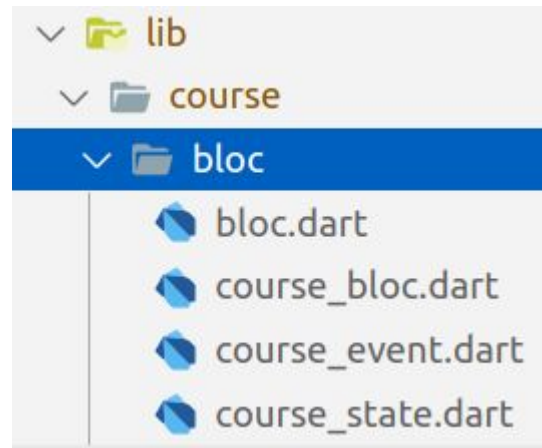 lib
course
bloc
bloc.dart
course_bloc.dart
course_event.dart
course_state.dart